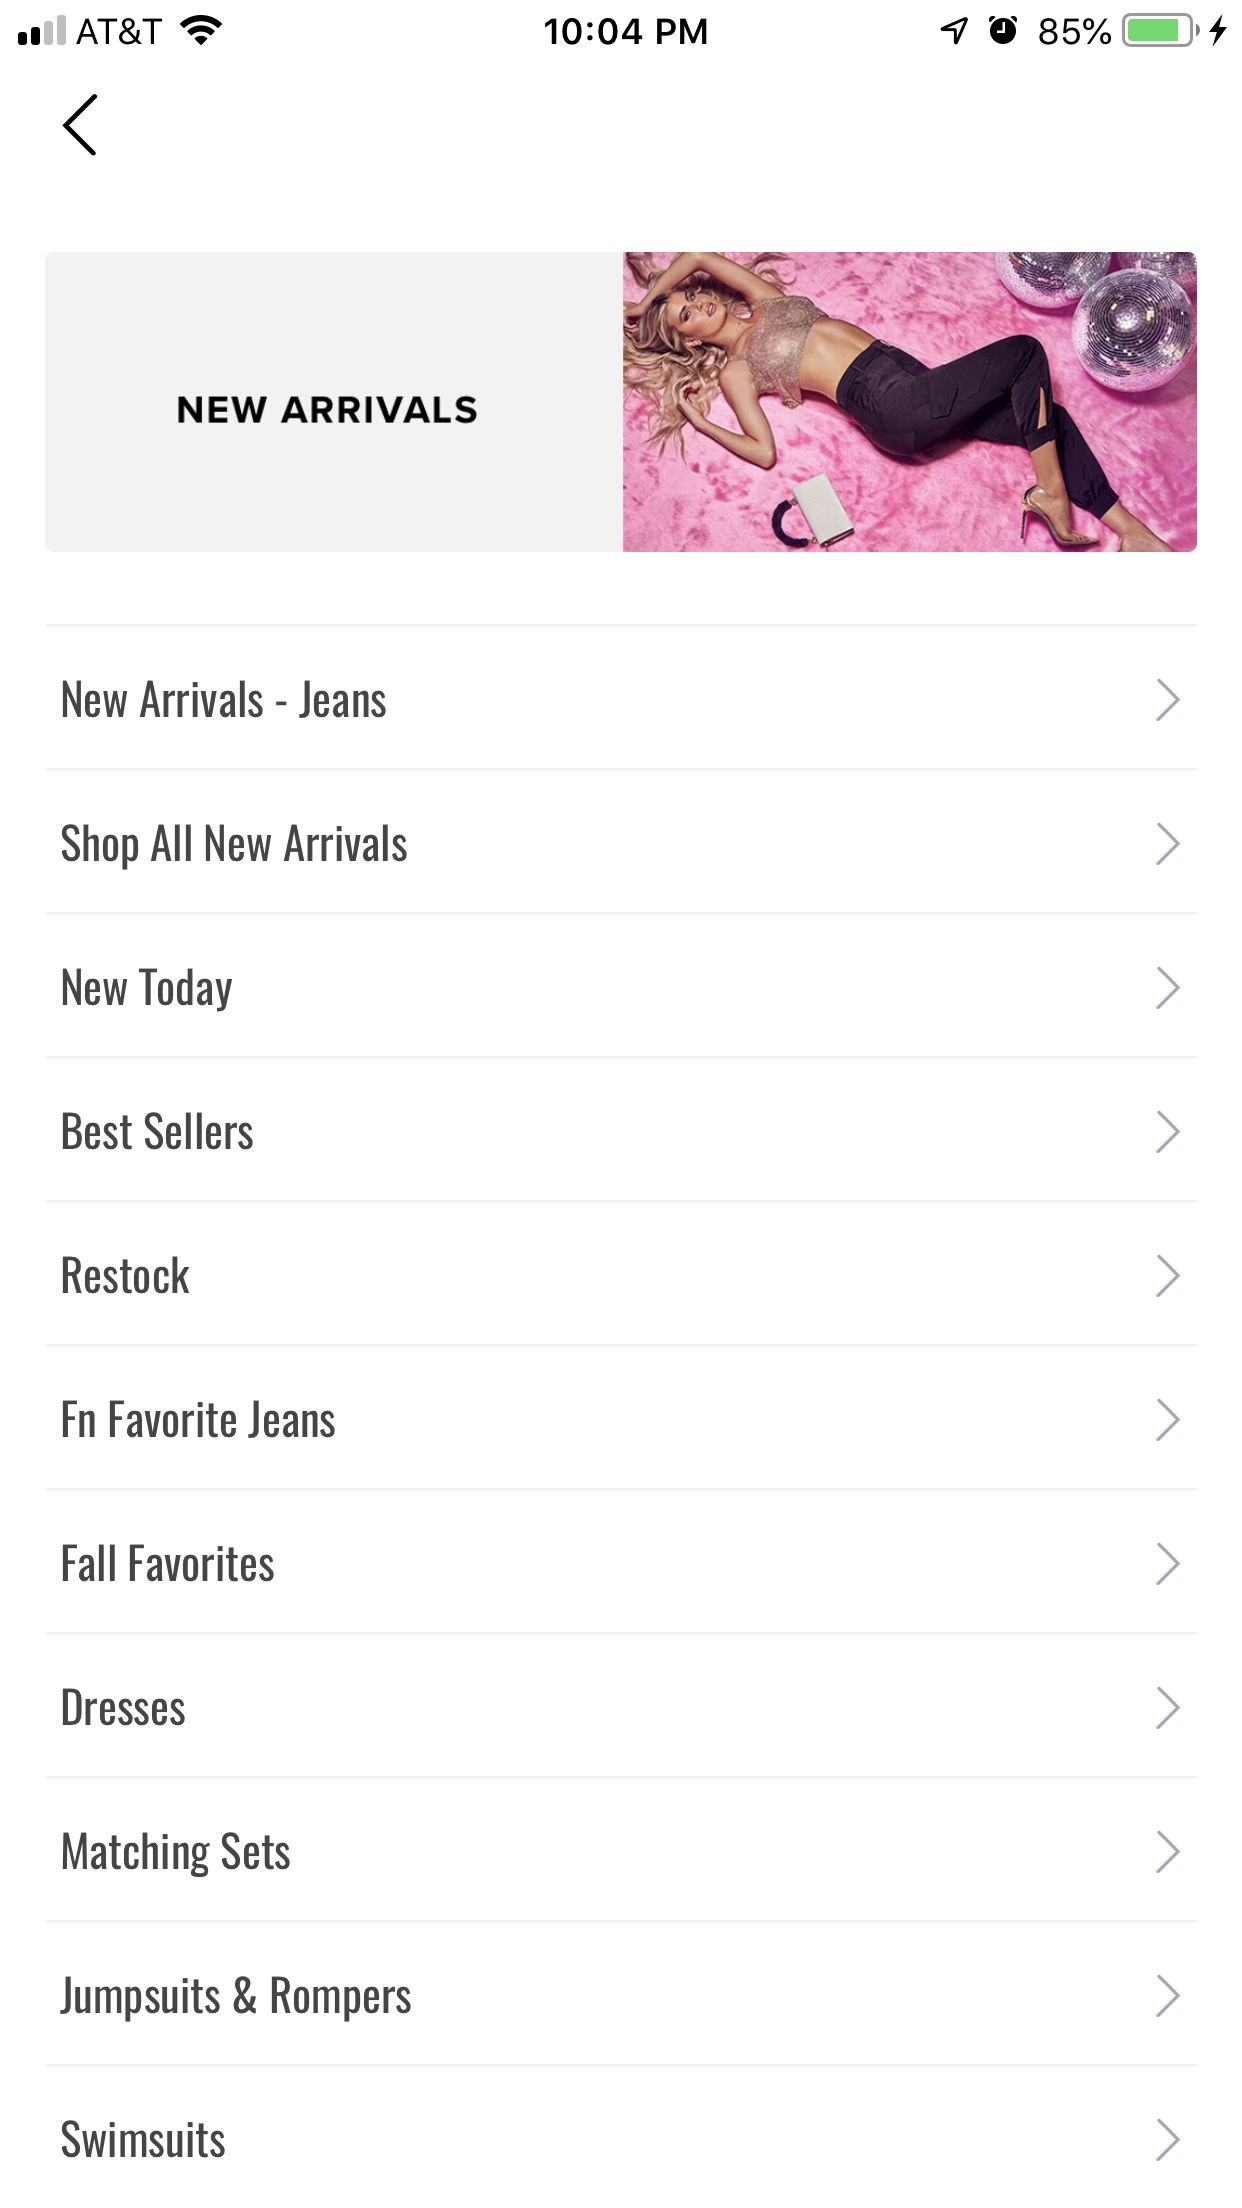 AT&T 10:04 PM 85%
NEW ARRIVALS
New Arrivals - Jeans
Shop All New Arrivals
New Today
Best Sellers
Restock
Fn Favorite Jeans
Fall Favorites
Dresses
Matching Sets
Jumpsuits & Rompers
Swimsuits